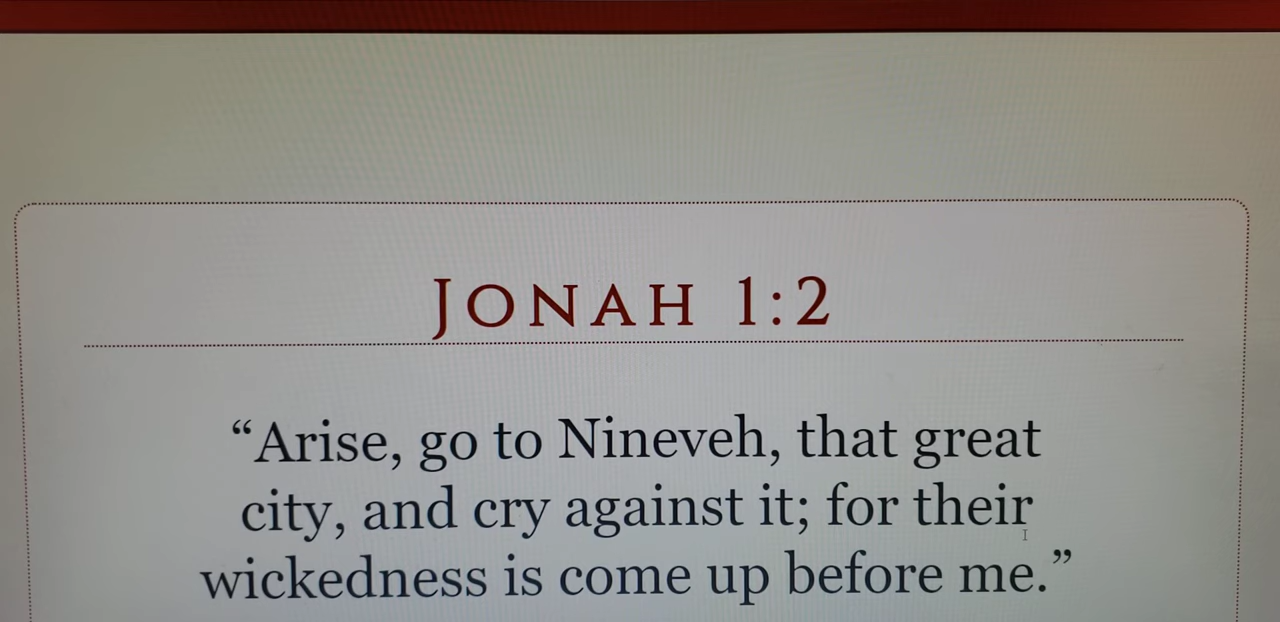 JONAH 1:2
“Arise, go to Nineveh, that great
city, and cry against it; for their
wickedness is come up before me.”